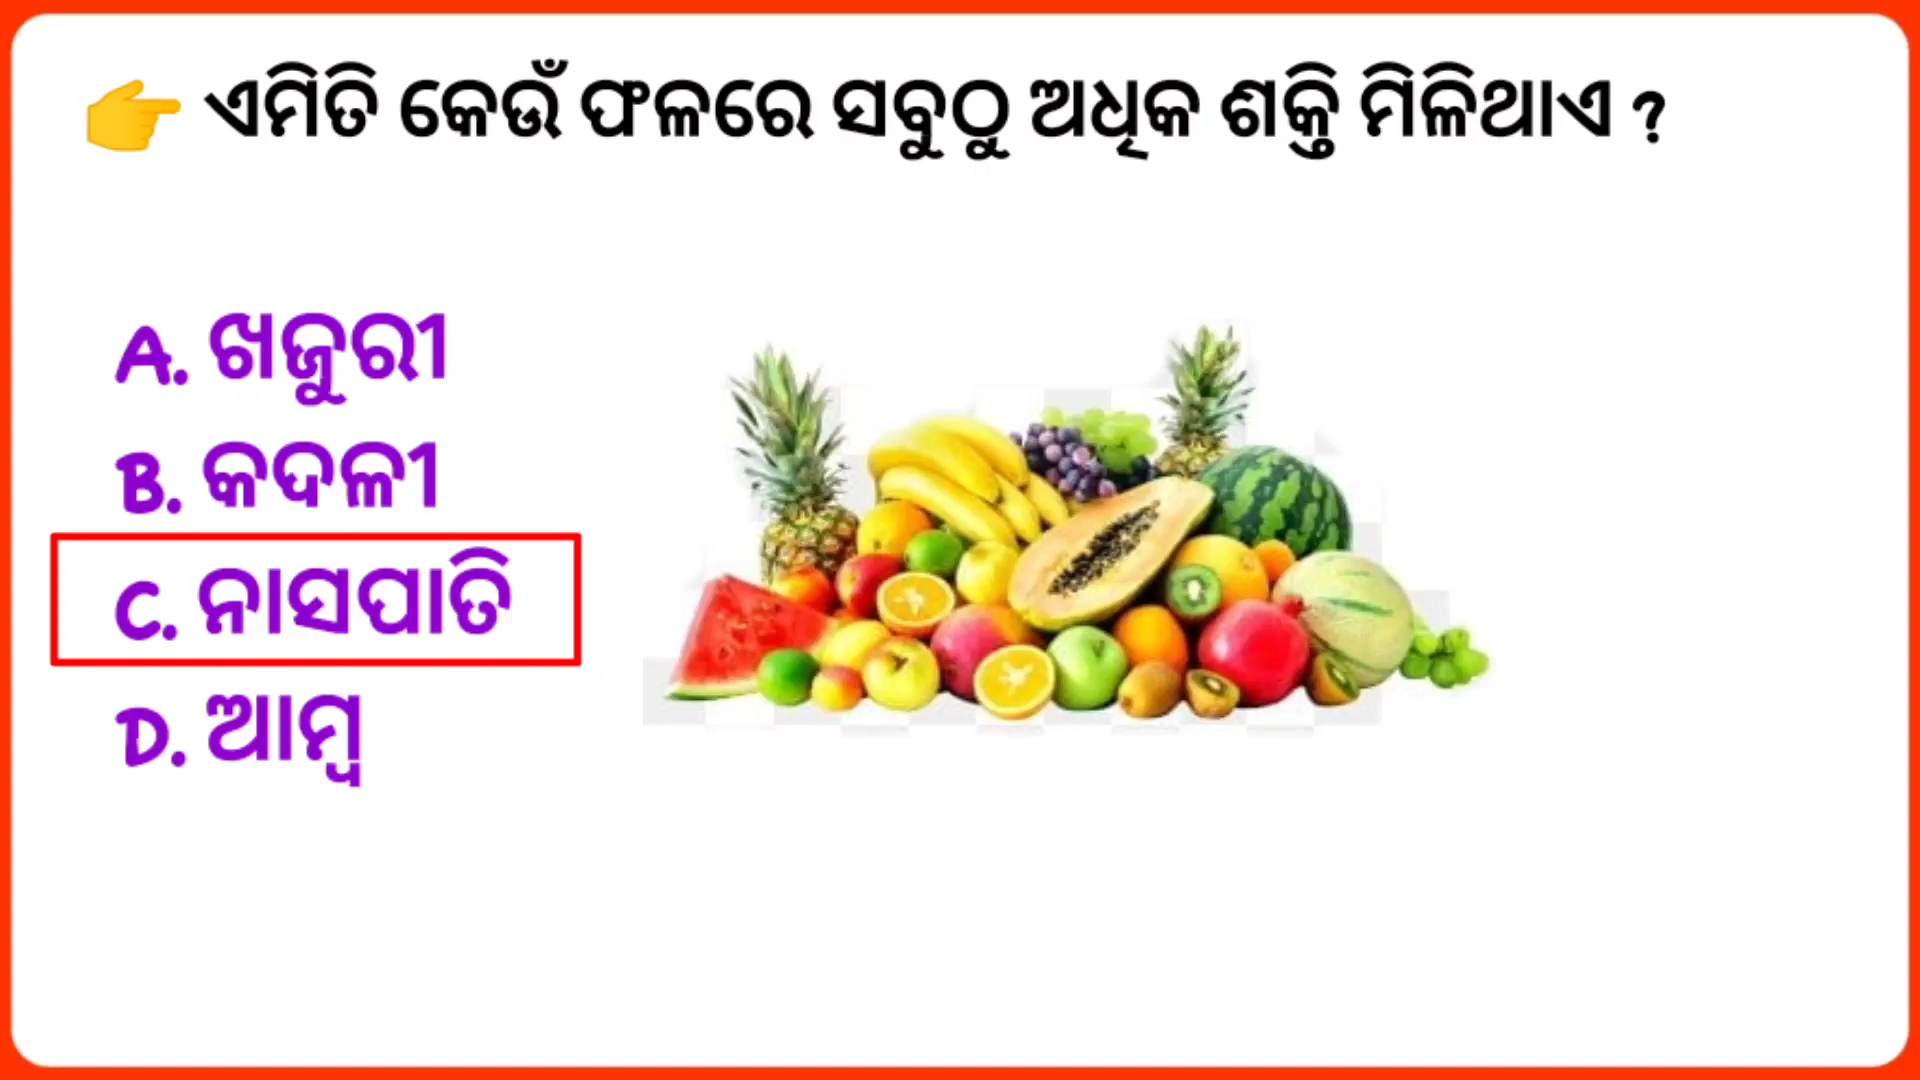 👉 ଏମିତି କେଉଁ ଫଳରେ ସବୁଠୁ ଅଧିକ ଶକ୍ତି ମିଳିଥାଏ ?
A. ଖଜୁରୀ
B. କଦଳୀ
C. ନାସପାତି
D. ଆମ୍ବ